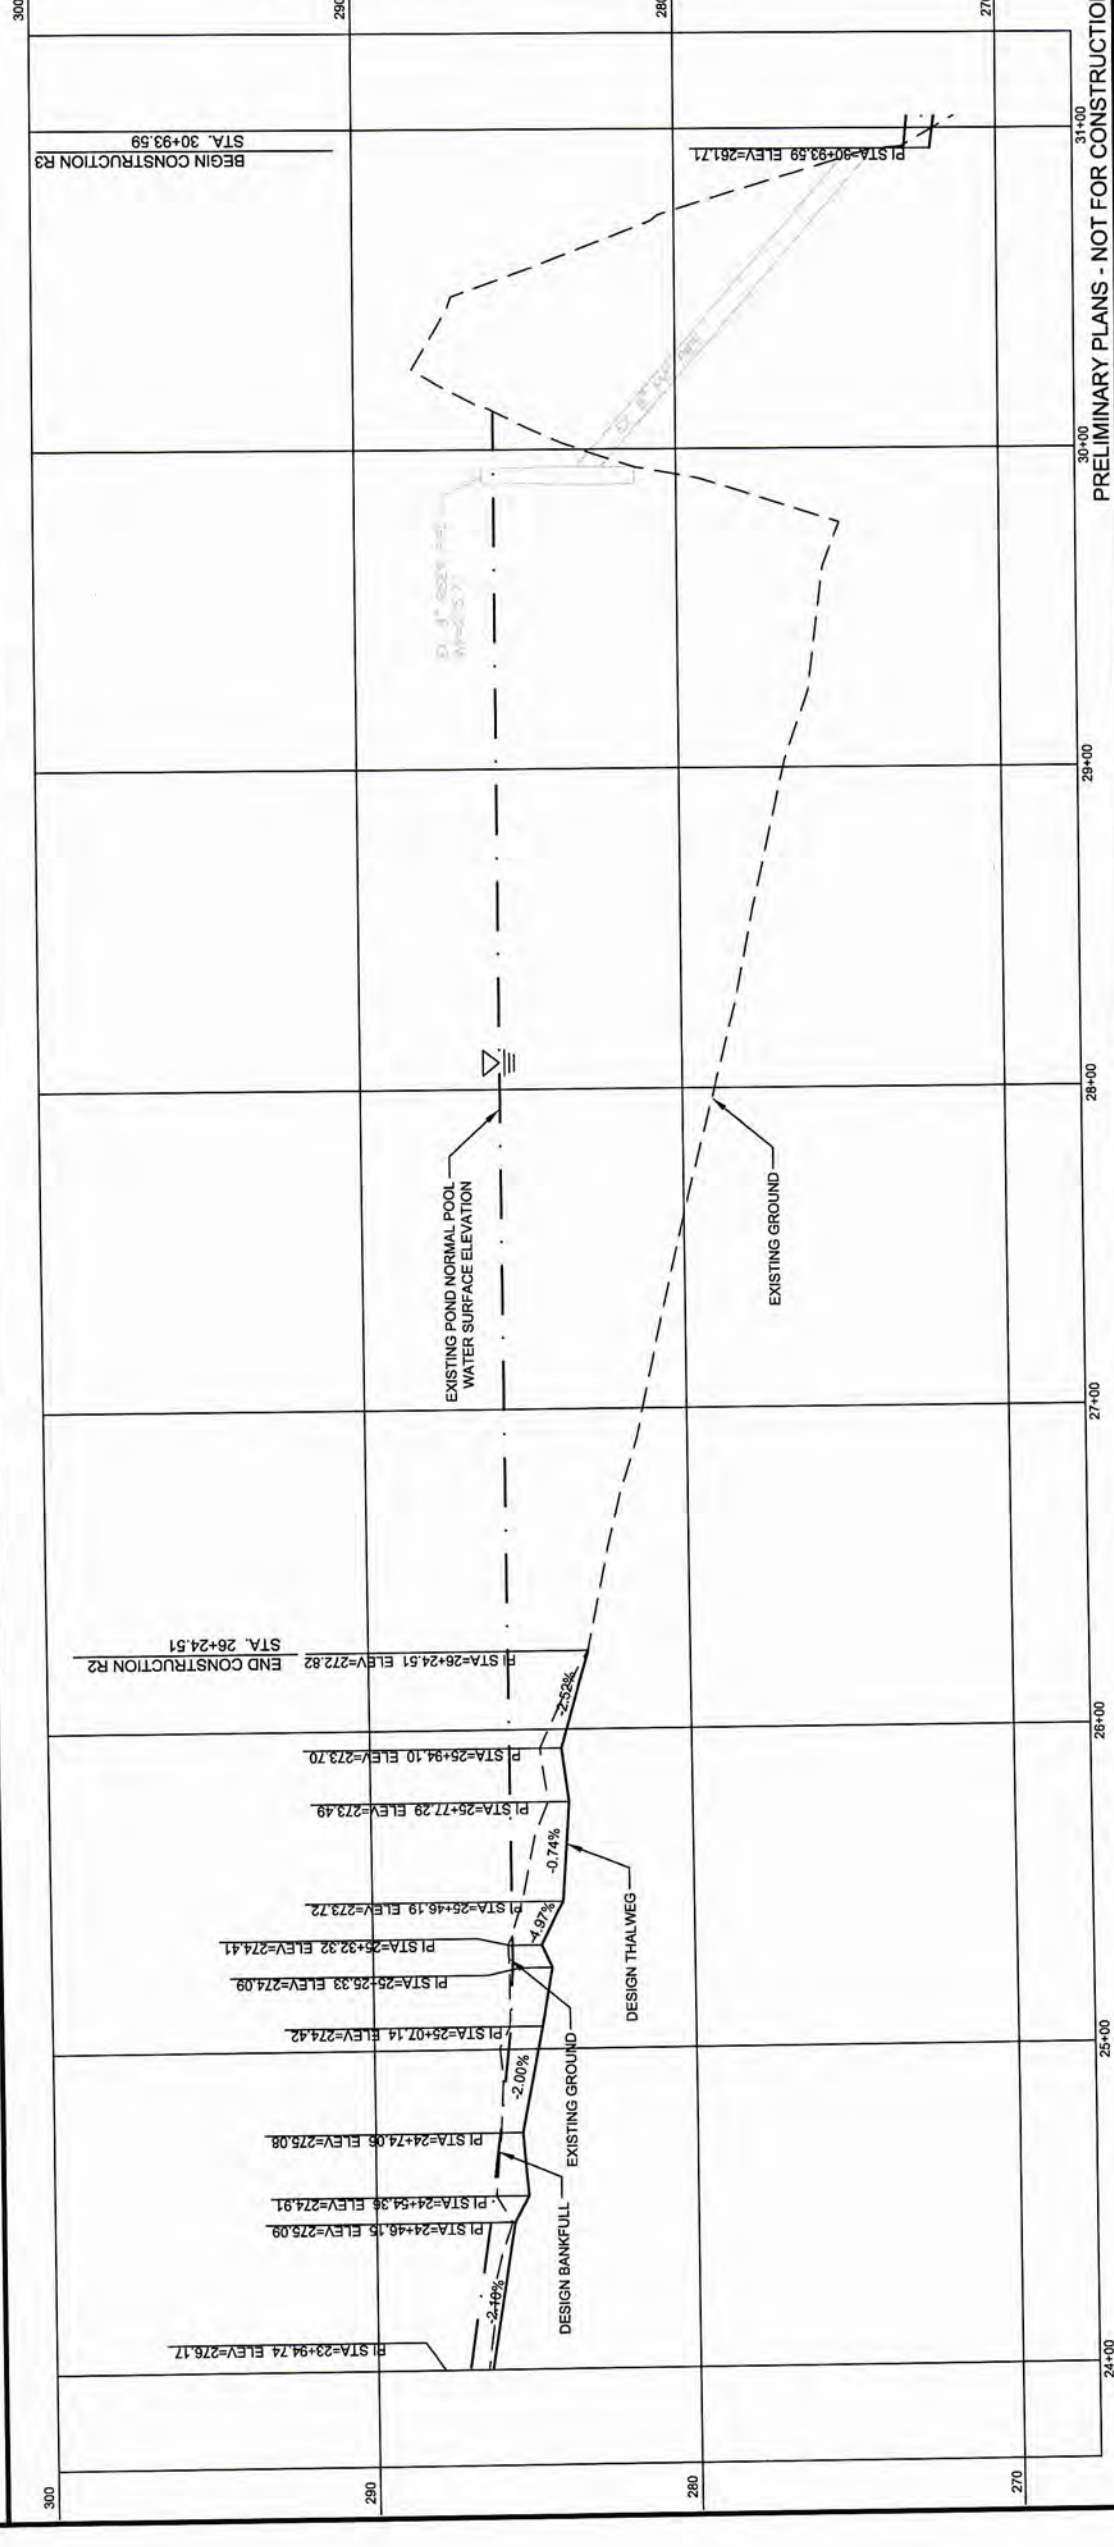 300
290
280
270
300
290
280
BEGIN CONSTRUCTION R3
STA. 30+93.59
PI STA=30+93.59 ELEV=261.71
EXISTING POND NORMAL POOL
WATER SURFACE ELEVATION
EXISTING GROUND
END CONSTRUCTION R2
STA. 26+24.51
PI STA=26+24.51 ELEV=272.82
PI STA=25+94.10 ELEV=273.70
PI STA=25+77.29 ELEV=273.49
PI STA=25+46.19 ELEV=273.72
PI STA=25+32.32 ELEV=274.41
PI STA=25+25.33 ELEV=274.09
PI STA=25+07.14 ELEV=274.42
PI STA=24+74.06 ELEV=275.08
PI STA=24+54.36 ELEV=274.91
PI STA=24+46.15 ELEV=275.09
PI STA=23+94.74 ELEV=276.17
-2.10%
-2.00%
-4.97%
-0.74%
-2.52%
DESIGN BANKFULL
EXISTING GROUND
DESIGN THALWEG
24+00
25+00
26+00
27+00
28+00
29+00
30+00
31+00
PRELIMINARY PLANS - NOT FOR CONSTRUCTION